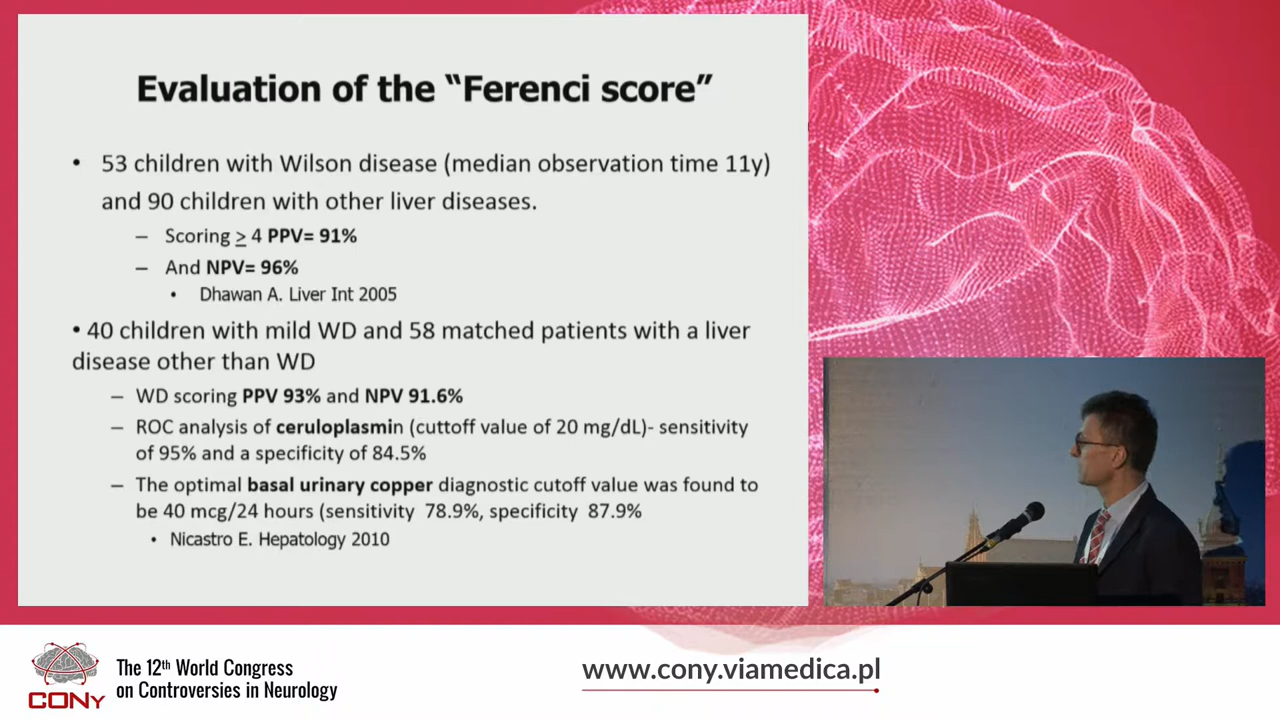 Evaluation of the “Ferenci score”
• 53 children with Wilson disease (median observation time 11y)
and 90 children with other liver diseases.
– Scoring ≥ 4 PPV= 91%
– And NPV= 96%
• Dhawan A. Liver Int 2005
• 40 children with mild WD and 58 matched patients with a liver
disease other than WD
– WD scoring PPV 93% and NPV 91.6%
– ROC analysis of ceruloplasmin (cuttoff value of 20 mg/dL)- sensitivity
of 95% and a specificity of 84.5%
– The optimal basal urinary copper diagnostic cutoff value was found to
be 40 mcg/24 hours (sensitivity 78.9%, specificity 87.9%
• Nicastro E. Hepatology 2010
CONy
The 12th World Congress
on Controversies in Neurology
www.cony.viamedica.pl